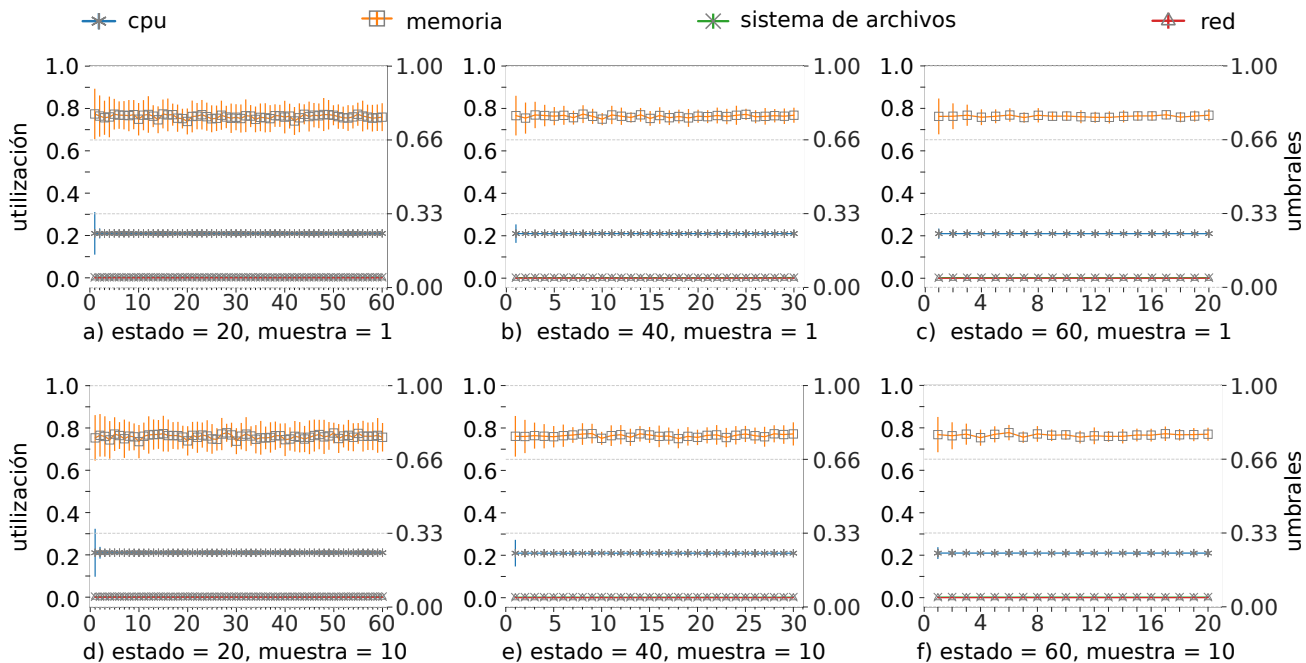 cpu memoria sistema de archivos red
utilización
1.0 0.8 0.6 0.4 0.2 0.0
0 10 20 30 40 50 60
1.00 0.66 0.33 0.00
a) estado = 20, muestra = 1
1.0 0.8 0.6 0.4 0.2 0.0
0 5 10 15 20 25 30
1.00 0.66 0.33 0.00
b) estado = 40, muestra = 1
1.0 0.8 0.6 0.4 0.2 0.0
0 4 8 12 16 20
1.00 0.66 0.33 0.00
umbrales
c) estado = 60, muestra = 1
utilización
1.0 0.8 0.6 0.4 0.2 0.0
0 10 20 30 40 50 60
1.00 0.66 0.33 0.00
d) estado = 20, muestra = 10
1.0 0.8 0.6 0.4 0.2 0.0
0 5 10 15 20 25 30
1.00 0.66 0.33 0.00
e) estado = 40, muestra = 10
1.0 0.8 0.6 0.4 0.2 0.0
0 4 8 12 16 20
1.00 0.66 0.33 0.00
umbrales
f) estado = 60, muestra = 10